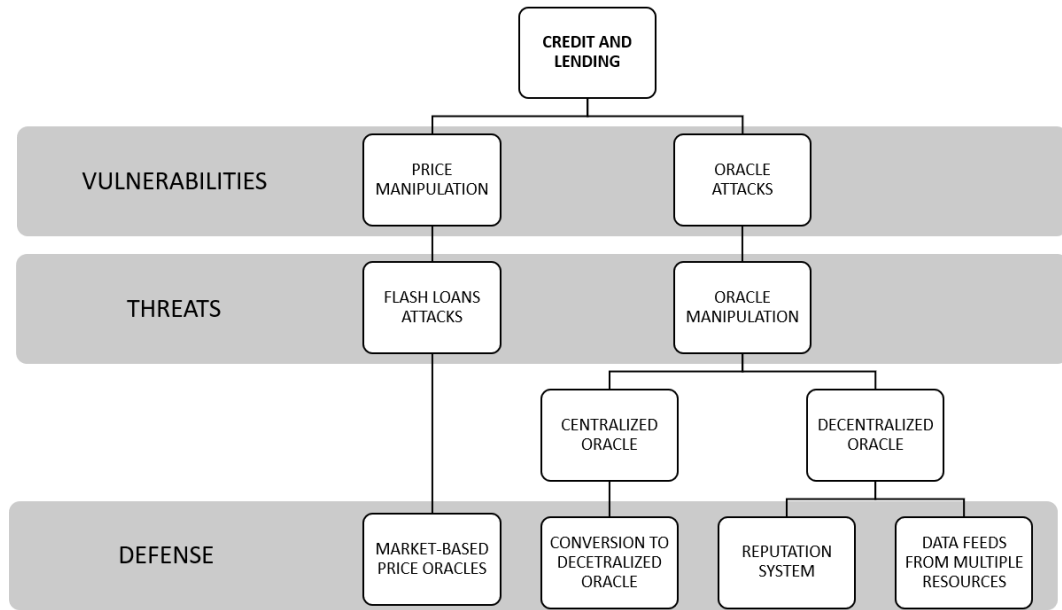 CREDIT AND
LENDING
VULNERABILITIES
PRICE
MANIPULATION
ORACLE
ATTACKS
THREATS
FLASH LOANS
ATTACKS
ORACLE
MANIPULATION
CENTRALIZED
ORACLE
DECENTRALIZED
ORACLE
DEFENSE
MARKET-BASED
PRICE ORACLES
CONVERSION TO
DECETRALIZED
ORACLE
REPUTATION
SYSTEM
DATA FEEDS
FROM MULTIPLE
RESOURCES